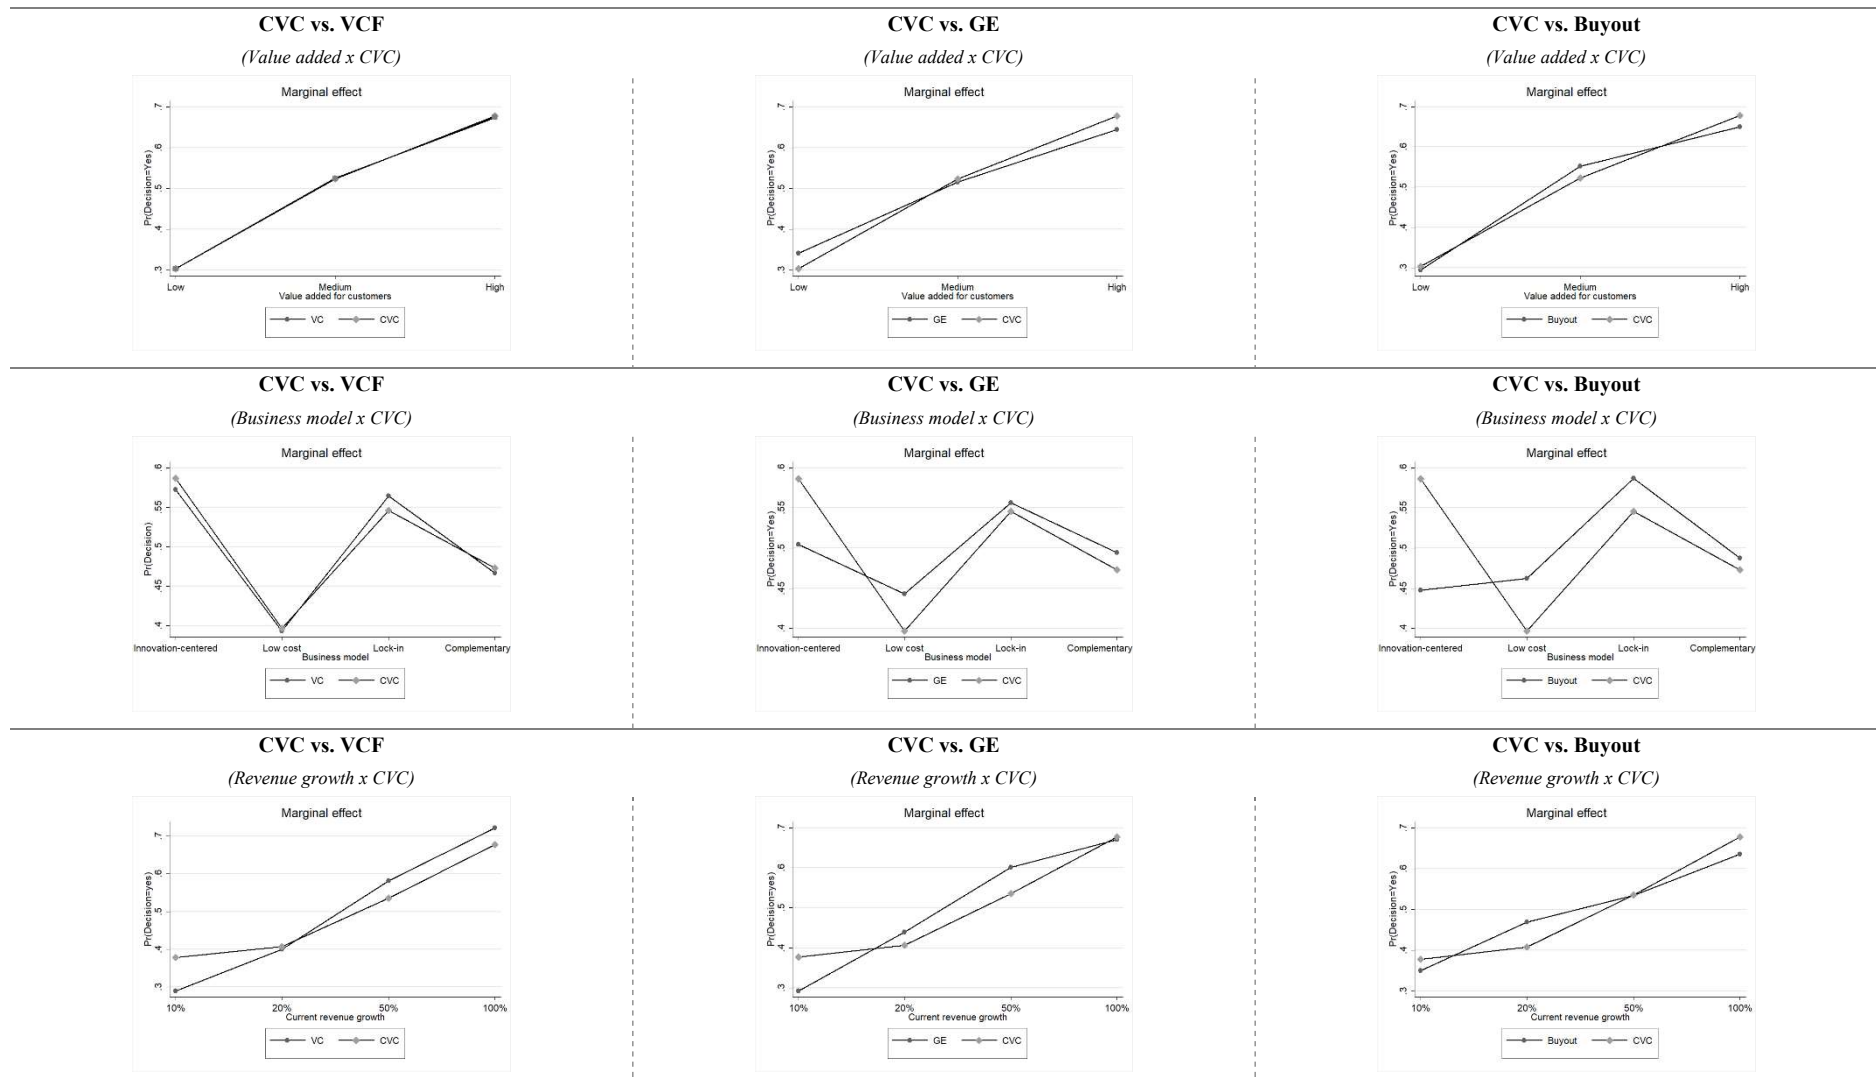 CVC vs. VCF
(Value added x CVC)
Marginal effect
Pr(Decision=Yes)
.7
.6
.5
.4
.3
Low Medium High
Value added for customers
VC CVC
CVC vs. GE
(Value added x CVC)
Marginal effect
Pr(Decision=Yes)
.7
.6
.5
.4
.3
Low Medium High
Value added for customers
GE CVC
CVC vs. Buyout
(Value added x CVC)
Marginal effect
Pr(Decision=Yes)
.7
.6
.5
.4
.3
Low Medium High
Value added for customers
Buyout CVC
CVC vs. VCF
(Business model x CVC)
Marginal effect
Pr(Decision)
.6
.55
.5
.45
.4
Innovation-centered Low cost Lock-in Complementary
Business model
VC CVC
CVC vs. GE
(Business model x CVC)
Marginal effect
Pr(Decision=Yes)
.6
.55
.5
.45
.4
Innovation-centered Low cost Lock-in Complementary
Business model
GE CVC
CVC vs. Buyout
(Business model x CVC)
Marginal effect
Pr(Decision=Yes)
.6
.55
.5
.45
.4
Innovation-centered Low cost Lock-in Complementary
Business model
Buyout CVC
CVC vs. VCF
(Revenue growth x CVC)
Marginal effect
Pr(Decision=yes)
.7
.6
.5
.4
.3
10% 20% 50% 100%
Current revenue growth
VC CVC
CVC vs. GE
(Revenue growth x CVC)
Marginal effect
Pr(Decision=Yes)
.7
.6
.5
.4
.3
10% 20% 50% 100%
Current revenue growth
GE CVC
CVC vs. Buyout
(Revenue growth x CVC)
Marginal effect
Pr(Decision=Yes)
.7
.6
.5
.4
.3
10% 20% 50% 100%
Current revenue growth
Buyout CVC